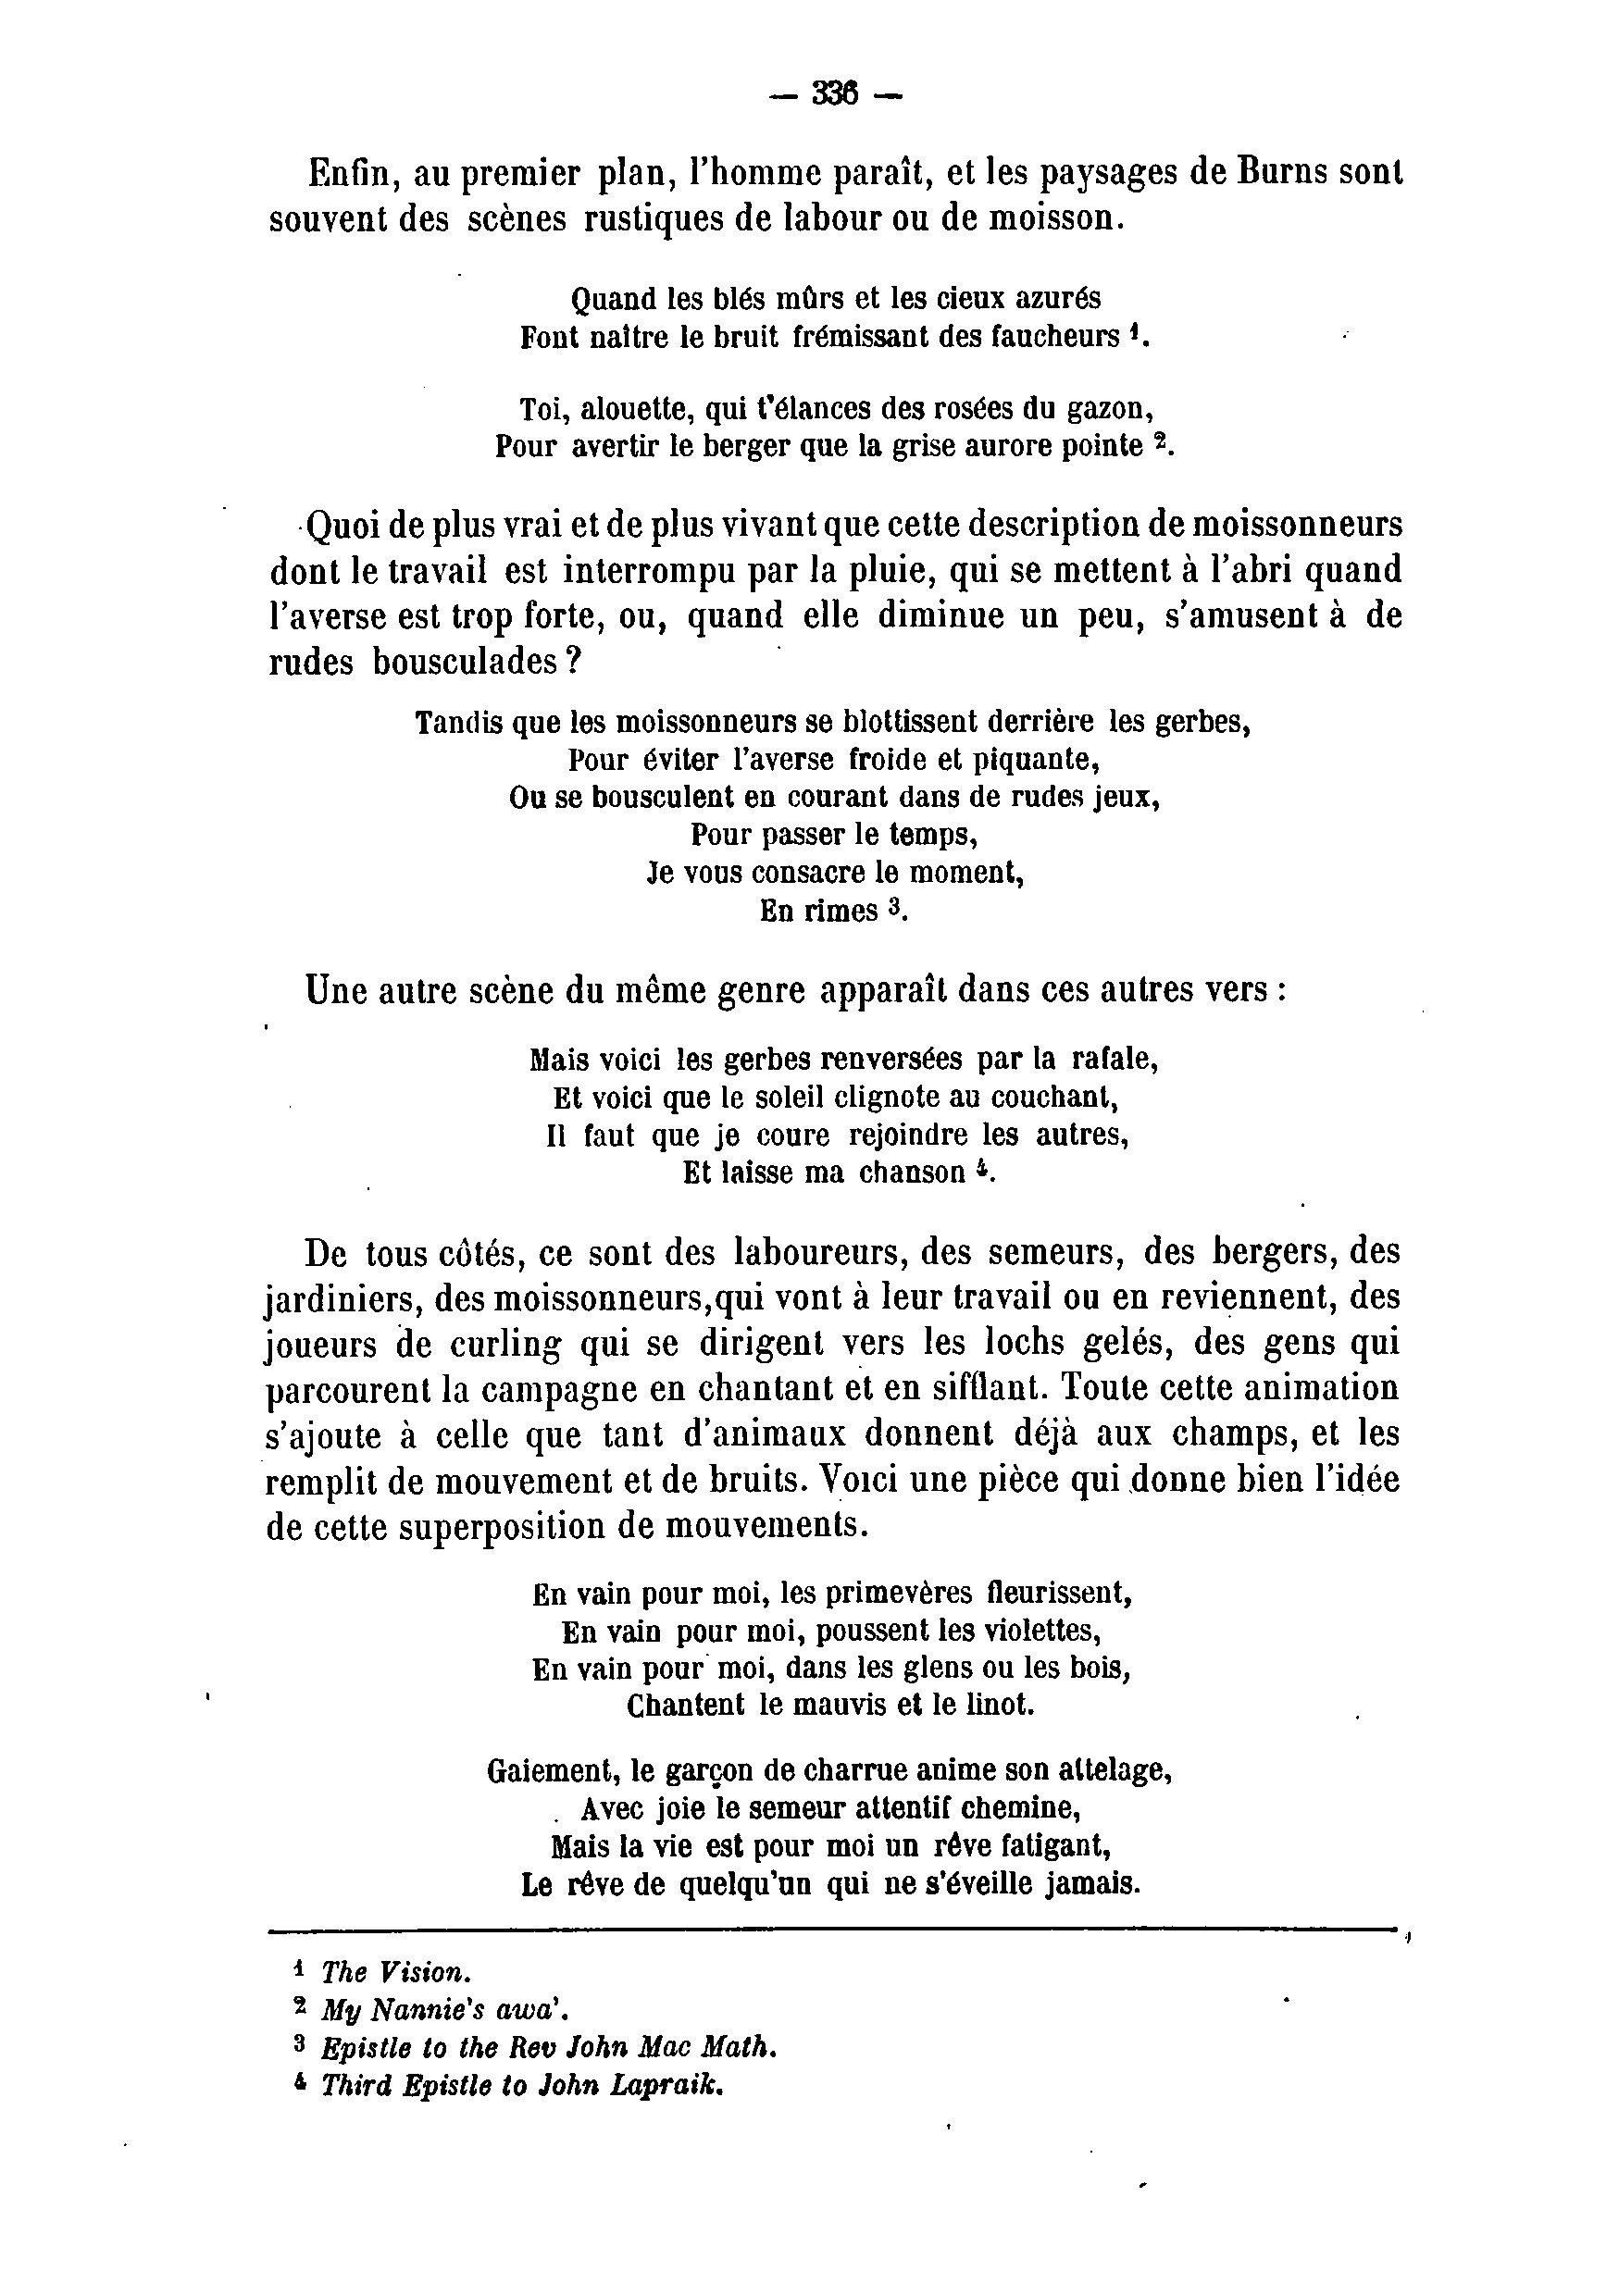 — 336 —
Enfin, au premier plan, l'homme paraît, et les paysages de Burns sont
souvent des scènes rustiques de labour ou de moisson.
Quand les blés mûrs et les cieux azurés
Font naître le bruit frémissant des faucheurs ¹.
Toi, alouette, qui t'élances des rosées du gazon,
Pour avertir le berger que la grise aurore pointe ².
Quoi de plus vrai et de plus vivant que cette description de moissonneurs
dont le travail est interrompu par la pluie, qui se mettent à l'abri quand
l'averse est trop forte, ou, quand elle diminue un peu, s'amusent à de
rudes bousculades ?
Tandis que les moissonneurs se blottissent derrière les gerbes,
Pour éviter l'averse froide et piquante,
Ou se bousculent en courant dans de rudes jeux,
Pour passer le temps,
Je vous consacre le moment,
En rimes ³.
Une autre scène du même genre apparaît dans ces autres vers :
Mais voici les gerbes renversées par la rafale,
Et voici que le soleil clignote au couchant,
Il faut que je coure rejoindre les autres,
Et laisse ma chanson ⁴.
De tous côtés, ce sont des laboureurs, des semeurs, des bergers, des
jardiniers, des moissonneurs,qui vont à leur travail ou en reviennent, des
joueurs de curling qui se dirigent vers les lochs gelés, des gens qui
parcourent la campagne en chantant et en sifflant. Toute cette animation
s'ajoute à celle que tant d'animaux donnent déjà aux champs, et les
remplit de mouvement et de bruits. Voici une pièce qui donne bien l'idée
de cette superposition de mouvements.
En vain pour moi, les primevères fleurissent,
En vain pour moi, poussent les violettes,
En vain pour moi, dans les glens ou les bois,
Chantent le mauvis et le linot.
Gaiement, le garçon de charrue anime son attelage,
Avec joie le semeur attentif chemine,
Mais la vie est pour moi un rêve fatigant,
Le rêve de quelqu'un qui ne s'éveille jamais.
¹ The Vision.
² My Nannie's awa'.
³ Epistle to the Rev John Mac Math.
⁴ Third Epistle to John Lapraik.